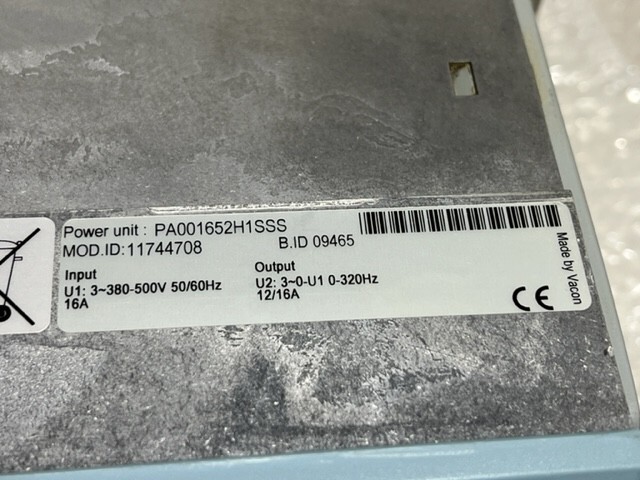 Power unit : PA001652H1SSS
MOD.ID:11744708 B.ID 09465
Input
U1: 3~380-500V 50/60Hz
16A
Output
U2: 3~0-U1 0-320Hz
12/16A
CE
Made by Vacon